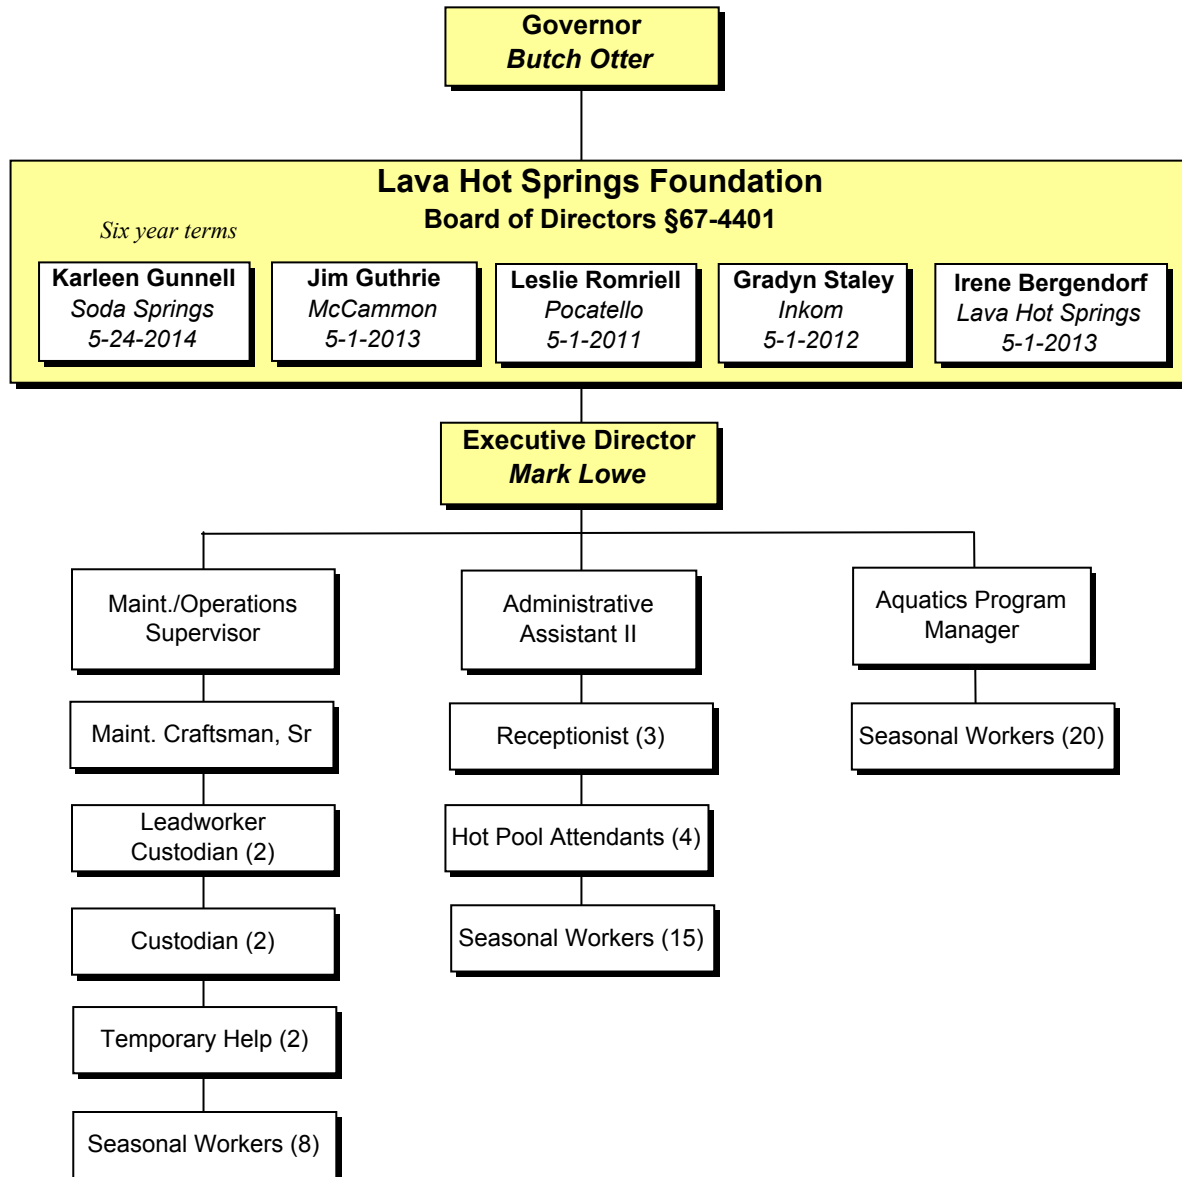 Governor
Butch Otter
Lava Hot Springs Foundation
Board of Directors §67-4401
Six year terms
Karleen Gunnell
Soda Springs
5-24-2014
Jim Guthrie
McCammon
5-1-2013
Leslie Romriell
Pocatello
5-1-2011
Gradyn Staley
Inkom
5-1-2012
Irene Bergendorf
Lava Hot Springs
5-1-2013
Executive Director
Mark Lowe
Maint./Operations
Supervisor
Maint. Craftsman, Sr
Leadworker
Custodian (2)
Custodian (2)
Temporary Help (2)
Seasonal Workers (8)
Administrative
Assistant II
Receptionist (3)
Hot Pool Attendants (4)
Seasonal Workers (15)
Aquatics Program
Manager
Seasonal Workers (20)